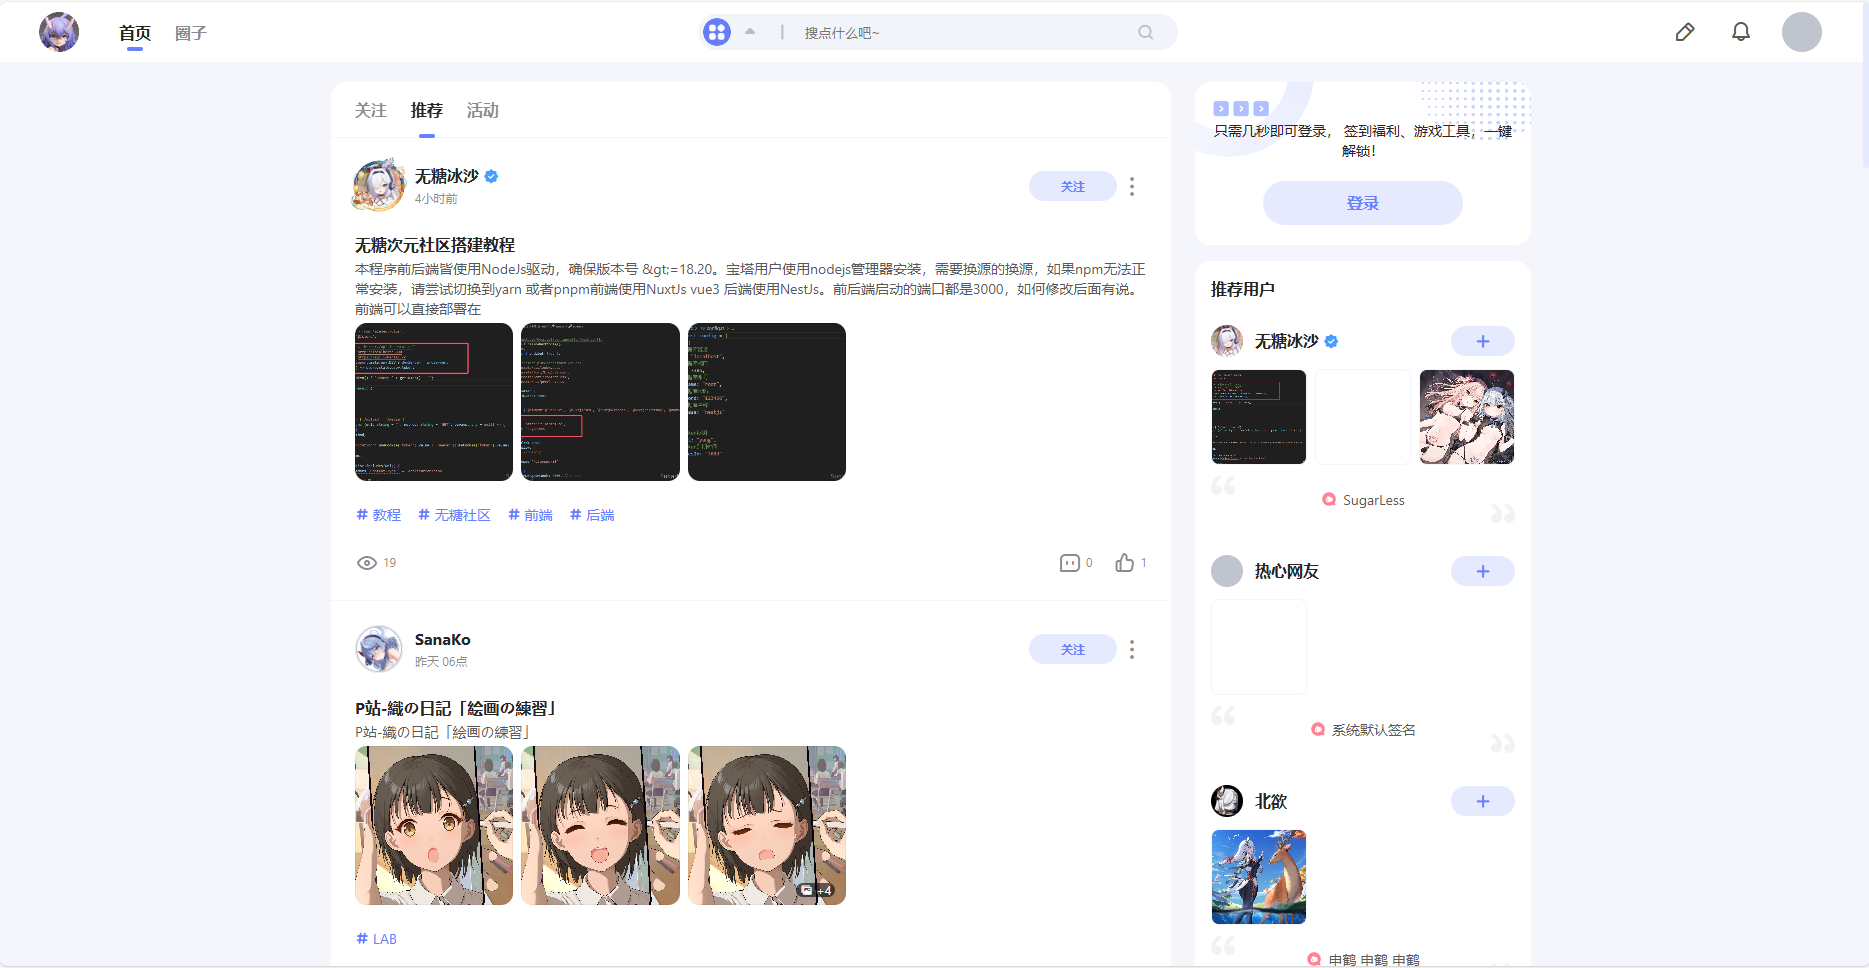 首页 圈子
搜点什么吧~
关注 推荐 活动
无糖冰沙
4小时前
关注
无糖次元社区搭建教程
本程序前后端皆使用NodeJs驱动，确保版本号 &gt;=18.20。宝塔用户使用nodejs管理器安装，需要换源的换源，如果npm无法正
常安装，请尝试切换到yarn 或者pnpm前端使用NuxtJs vue3 后端使用NestJs。前后端启动的端口都是3000，如何修改后面有说。
前端可以直接部署在
# 教程 # 无糖社区 # 前端 # 后端
19
0
1
SanaKo
昨天 06点
关注
P站-織の日記「絵画の練習」
P站-織の日記「絵画の練習」
+4
# LAB
只需几秒即可登录， 签到福利、游戏工具，一键
解锁！
登录
推荐用户
无糖冰沙
SugarLess
热心网友
系统默认签名
北欲
申鹤 申鹤 申鹤